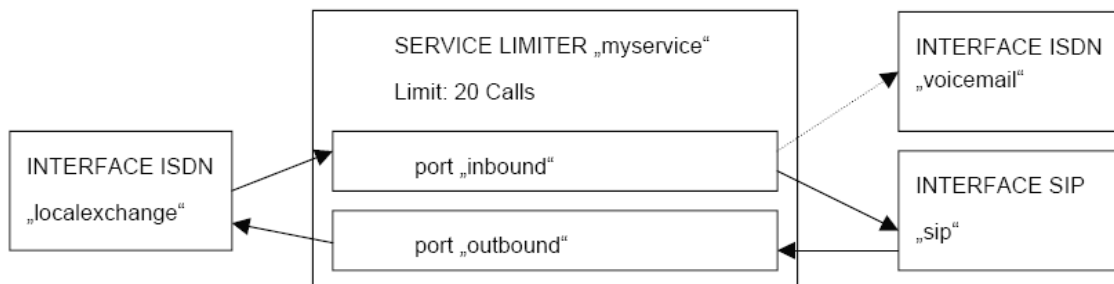 SERVICE LIMITER „myservice“
Limit: 20 Calls
INTERFACE ISDN
„voicemail“
INTERFACE ISDN
„localexchange“
port „inbound“
port „outbound“
INTERFACE SIP
„sip“